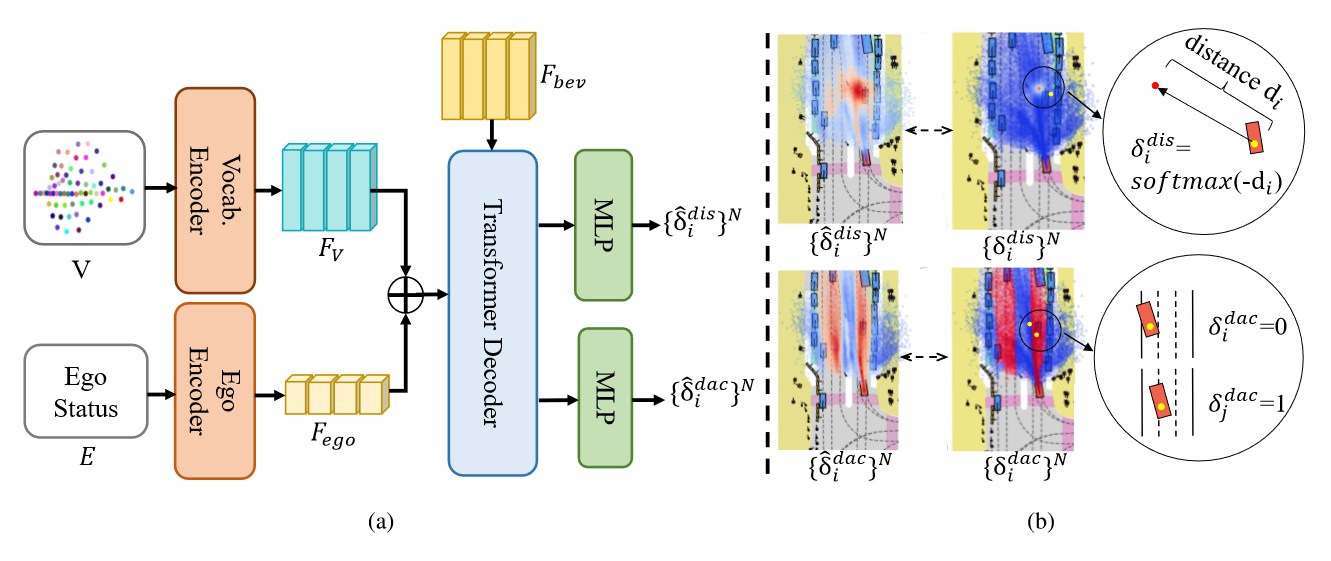 V
Vocab.
Encoder
F_V
Ego
Status
E
Ego
Encoder
F_ego
F_bev
Transformer Decoder
MLP
{δ̂_i^dis}^N
MLP
{δ̂_i^dac}^N
(a)
{δ̂_i^dis}^N
{δ_i^dis}^N
distance d_i
δ_i^dis=
softmax(-d_i)
{δ̂_i^dac}^N
{δ_i^dac}^N
δ_i^dac=0
δ_j^dac=1
(b)